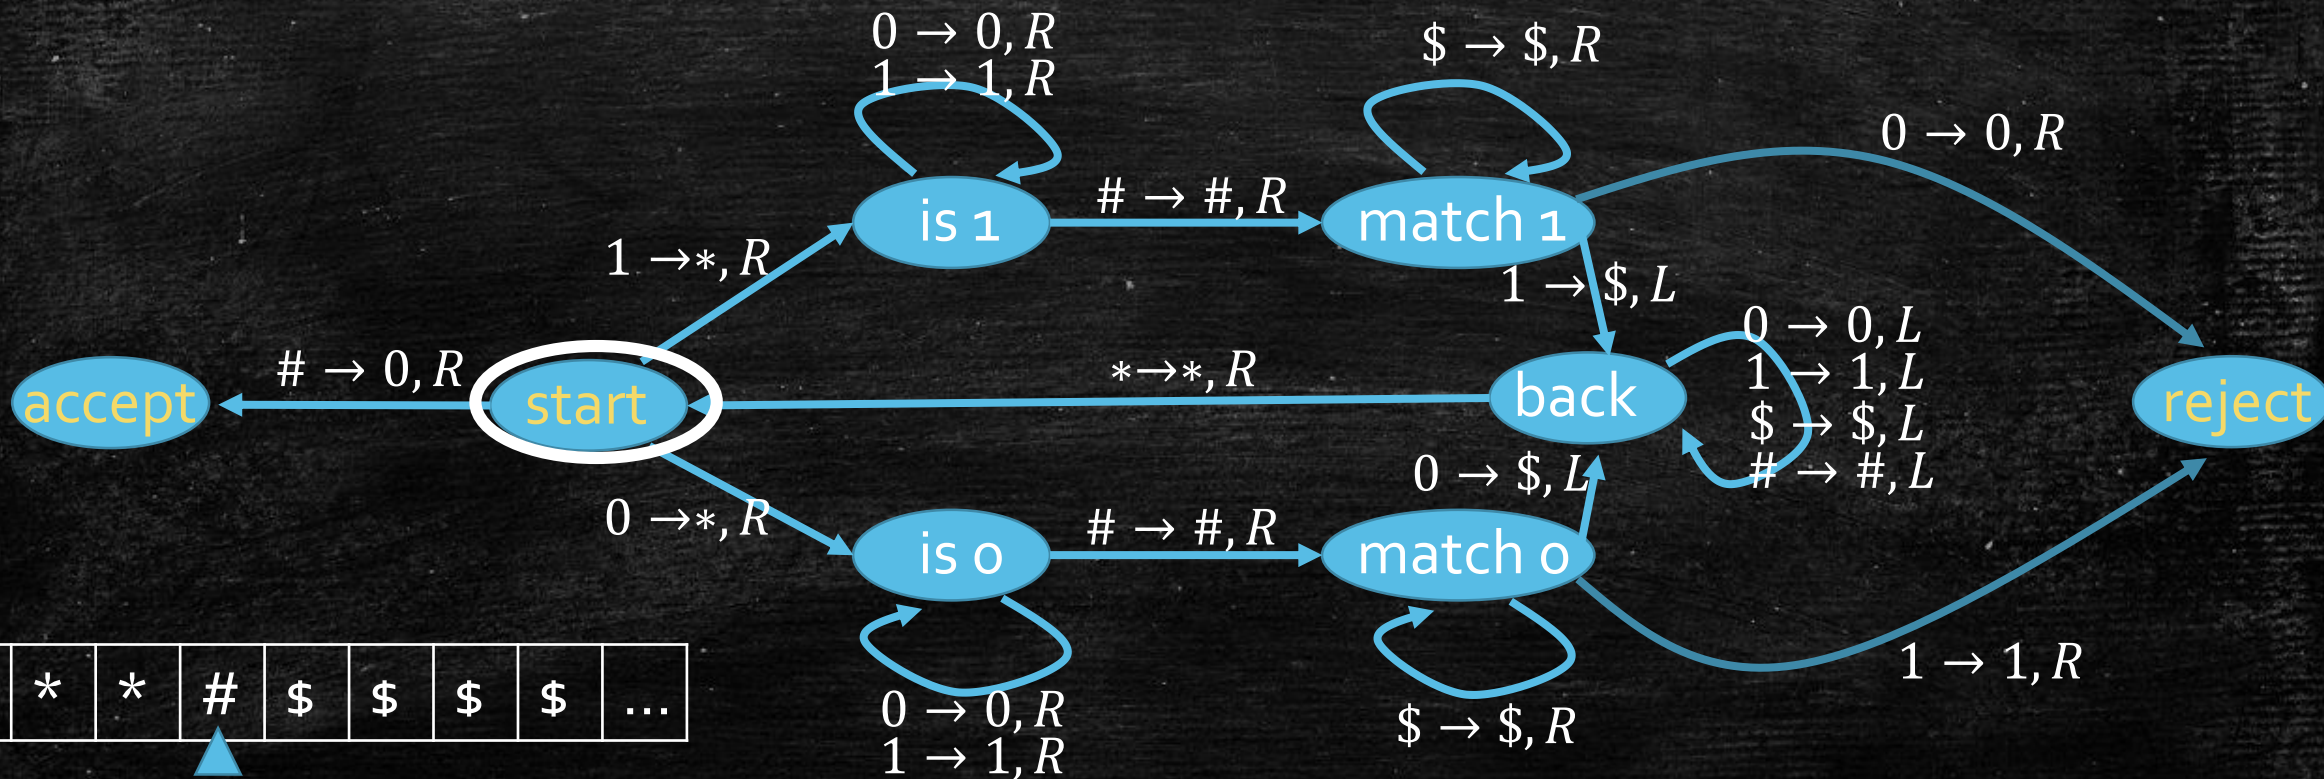 0 → 0, R
1 → 1, R
$ → $, R
0 → 0, R
is 1
# → #, R
match 1
1 →*, R
1 → $, L
accept
# → 0, R
start
*→*, R
back
0 → 0, L
1 → 1, L
$ → $, L
# → #, L
reject
0 → $, L
0 →*, R
is 0
# → #, R
match 0
1 → 1, R
0 → 0, R
1 → 1, R
$ → $, R
* * # $ $ $ $ ...